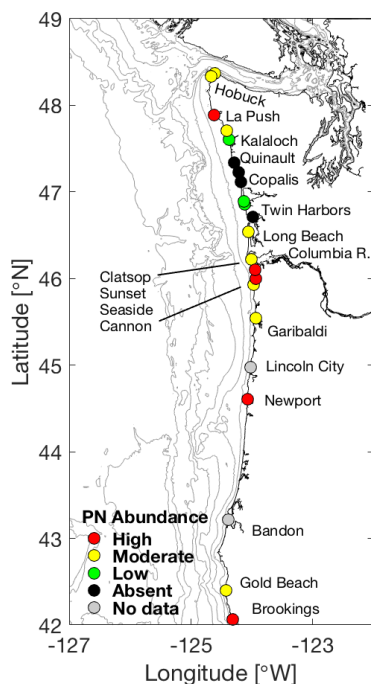 49
48
47
46
45
44
43
42
Latitude [°N]
Hobuck
La Push
Kalaloch
Quinault
Copalis
Twin Harbors
Long Beach
Columbia R.
Clatsop
Sunset
Seaside
Cannon
Garibaldi
Lincoln City
Newport
Bandon
Gold Beach
Brookings
PN Abundance
High
Moderate
Low
Absent
No data
-127
-125
-123
Longitude [°W]